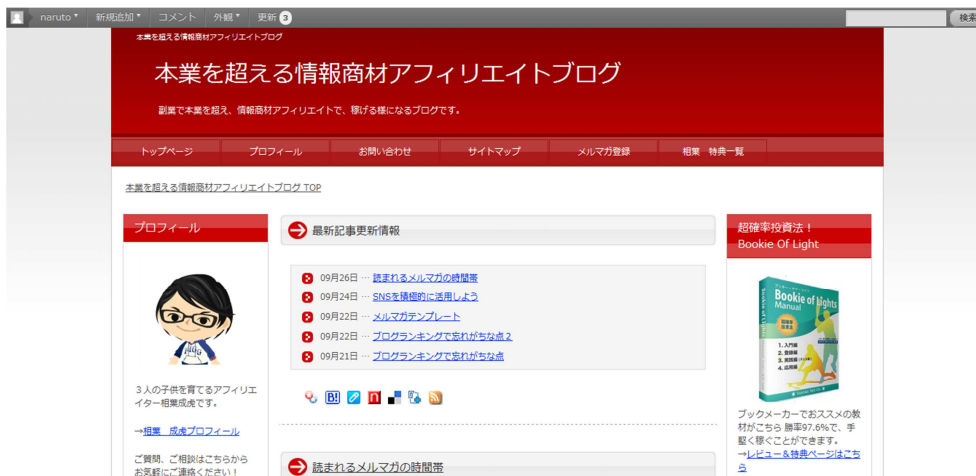 naruto 新規追加 コメント 外観 更新 3 検索
本業を超える情報商材アフィリエイトブログ
本業を超える情報商材アフィリエイトブログ
副業で本業を超え、情報商材アフィリエイトで、稼げる様になるブログです。
トップページ プロフィール お問い合わせ サイトマップ メルマガ登録 相葉 特典一覧
本業を超える情報商材アフィリエイトブログ TOP
プロフィール
3人の子供を育てるアフィリエ
イター相葉成虎です。
→相葉 成虎プロフィール
ご質問、ご相談はこちらから
お気軽にご連絡ください！
最新記事更新情報
09月26日 … 読まれるメルマガの時間帯
09月24日 … SNSを積極的に活用しよう
09月22日 … メルマガテンプレート
09月22日 … ブログランキングで忘れがちな点２
09月21日 … ブログランキングで忘れがちな点
B!
n
読まれるメルマガの時間帯
超確率投資法！
Bookie Of Light
Bookie of Lights
Manual
1. 入門編
2. 登録編
3. 実践編
4. 応用編
ブックメーカーでおススメの教
材がこちら 勝率97.6%で、手
堅く稼ぐことができます。
→レビュー＆特典ページはこち
ら